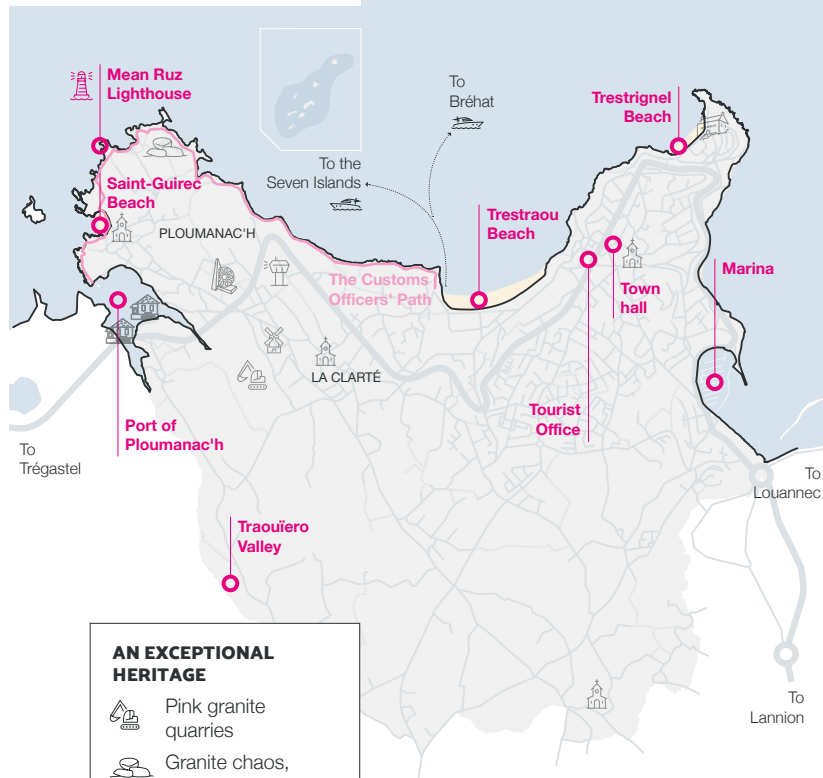 Mean Ruz
Lighthouse
To
Bréhat
Trestrignel
Beach
To the
Seven Islands
Saint-Guirec
Beach
PLOUMANAC'H
Trestraou
Beach
The Customs
Officers' Path
Town
hall
Marina
LA CLARTÉ
Port of
Ploumanac'h
Tourist
Office
To
Trégastel
To
Louannec
Traouïero
Valley
AN EXCEPTIONAL
HERITAGE
Pink granite
quarries
Granite chaos,
To
Lannion